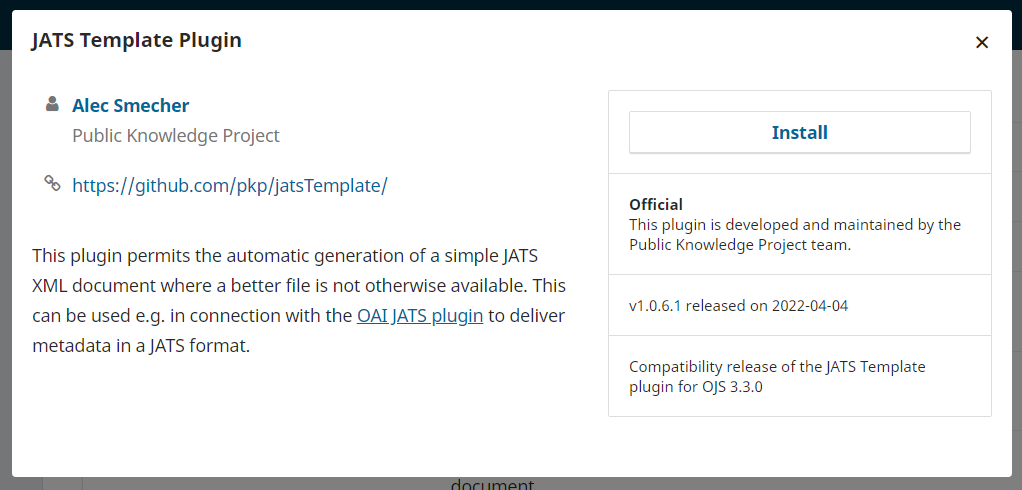 JATS Template Plugin
Alec Smecher
Public Knowledge Project
https://github.com/pkp/jatsTemplate/
This plugin permits the automatic generation of a simple JATS
XML document where a better file is not otherwise available. This
can be used e.g. in connection with the OAI JATS plugin to deliver
metadata in a JATS format.
Install
Official
This plugin is developed and maintained by the
Public Knowledge Project team.
v1.0.6.1 released on 2022-04-04
Compatibility release of the JATS Template
plugin for OJS 3.3.0
document